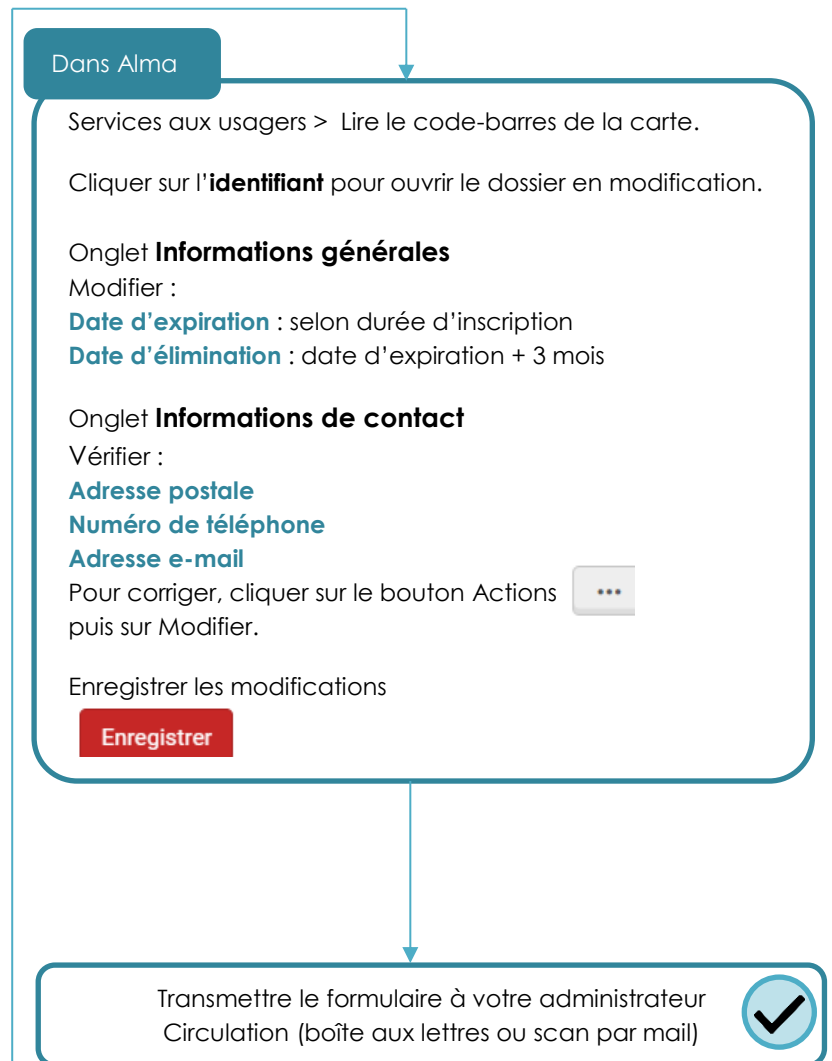 Dans Alma
Services aux usagers > Lire le code-barres de la carte.
Cliquer sur l’identifiant pour ouvrir le dossier en modification.
Onglet Informations générales
Modifier :
Date d’expiration : selon durée d’inscription
Date d’élimination : date d’expiration + 3 mois
Onglet Informations de contact
Vérifier :
Adresse postale
Numéro de téléphone
Adresse e-mail
Pour corriger, cliquer sur le bouton Actions ...
puis sur Modifier.
Enregistrer les modifications
Enregistrer
Transmettre le formulaire à votre administrateur
Circulation (boîte aux lettres ou scan par mail)